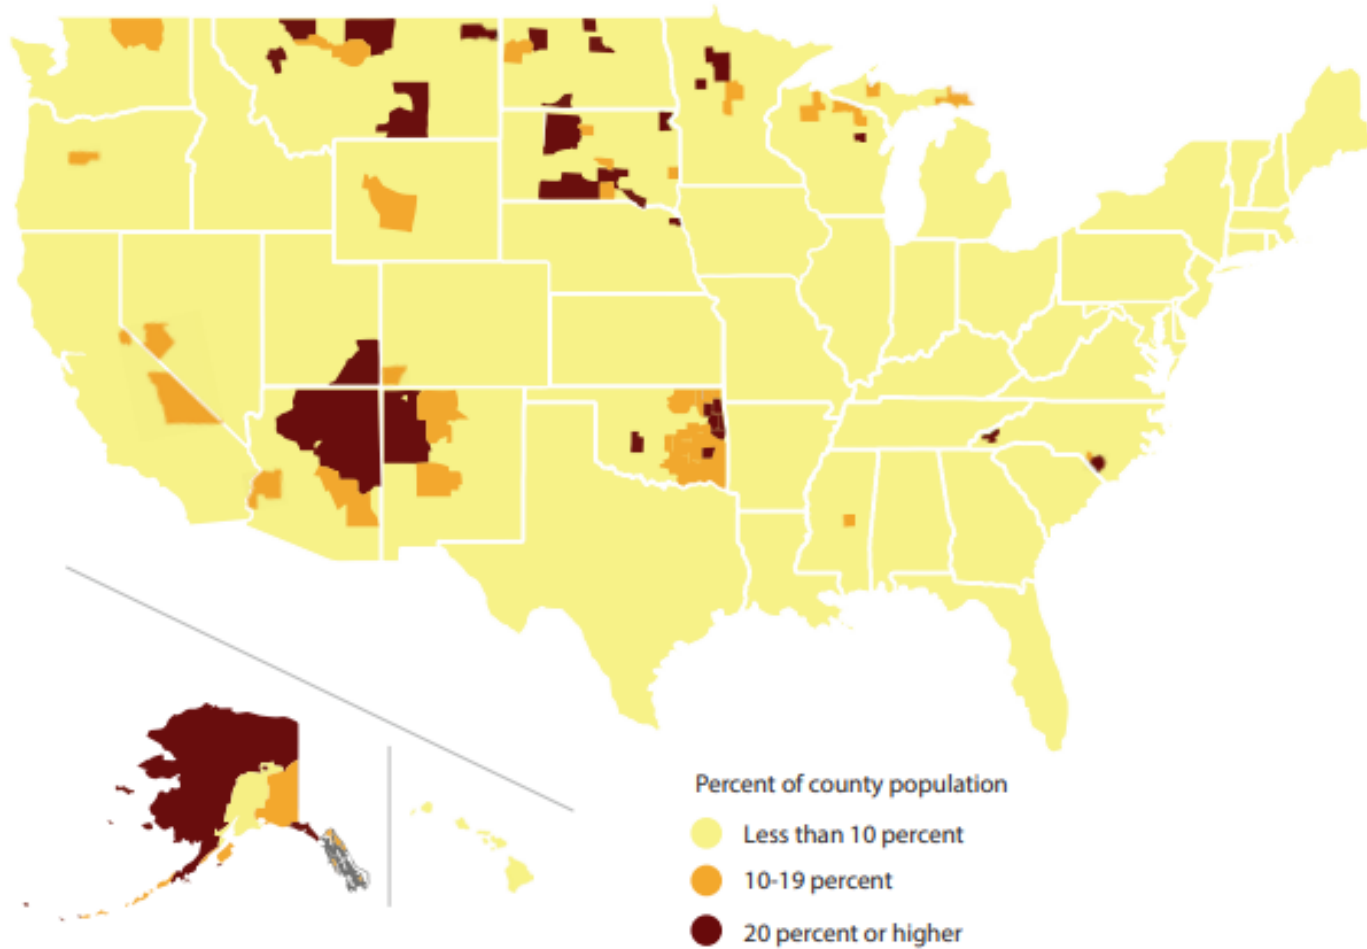 Percent of county population
Less than 10 percent
10-19 percent
20 percent or higher